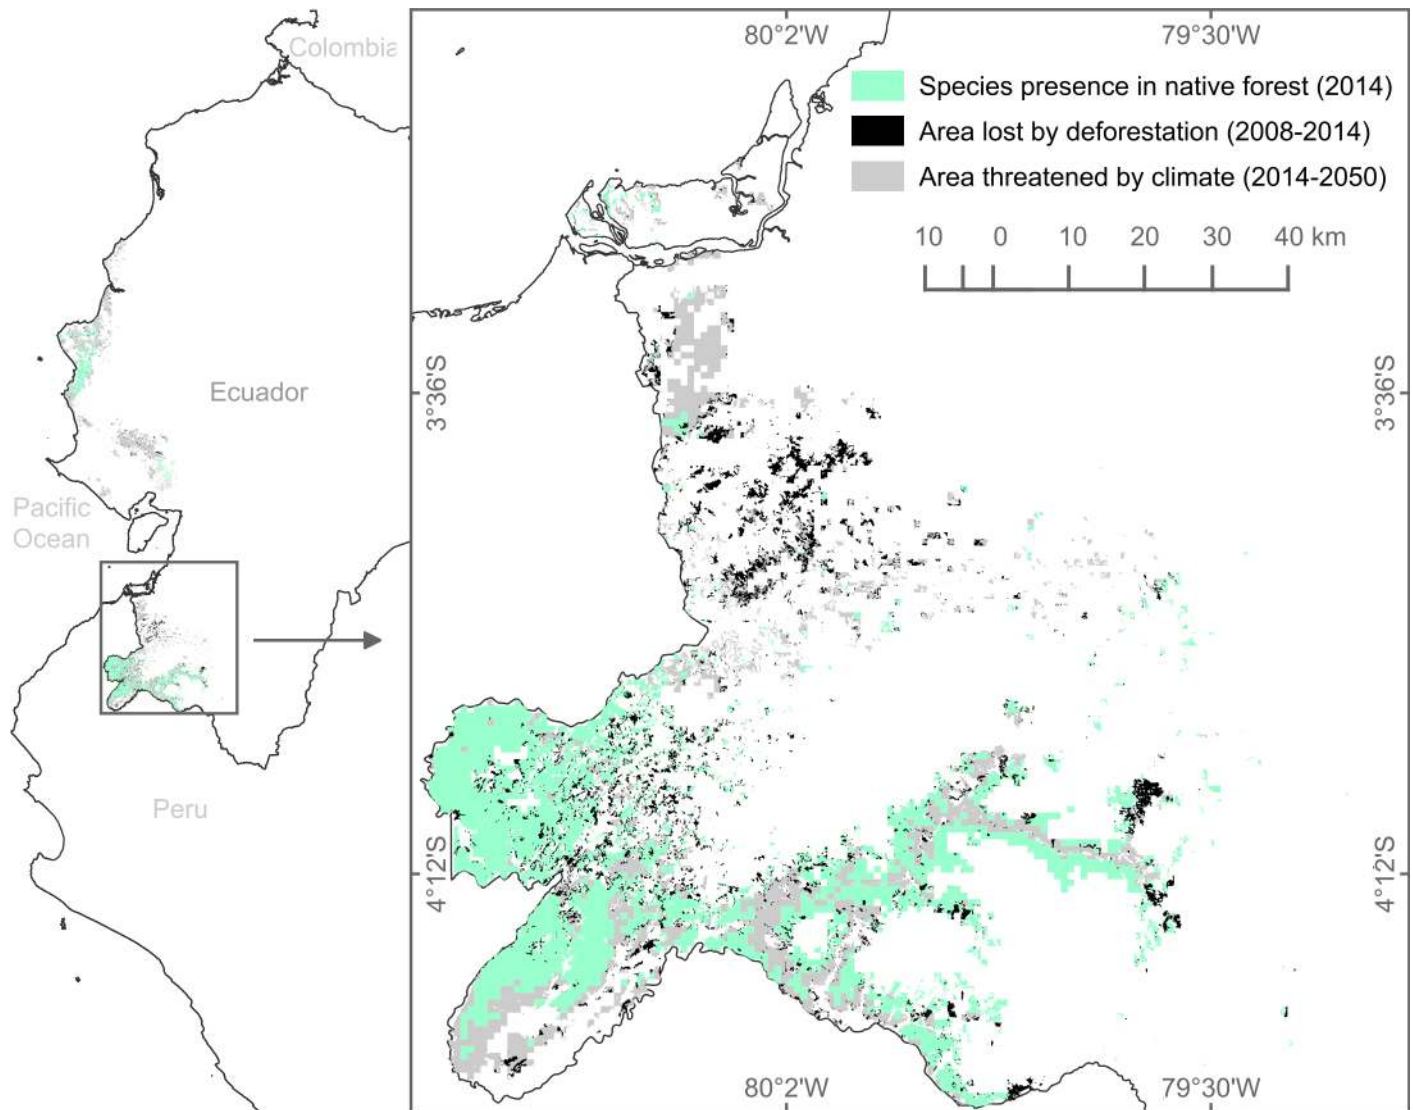 Colombia
Ecuador
Pacific
Ocean
Peru
80°2'W
79°30'W
Species presence in native forest (2014)
Area lost by deforestation (2008-2014)
Area threatened by climate (2014-2050)
10 0 10 20 30 40 km
3°36'S
3°36'S
4°12'S
4°12'S
80°2'W
79°30'W